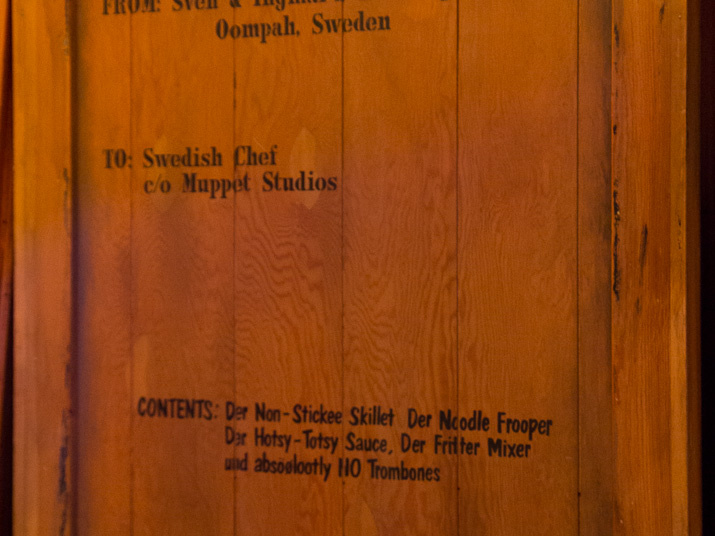 FROM: Sven & 
Oompah, Sweden
TO: Swedish Chef
c/o Muppet Studios
CONTENTS: Der Non-Stickee Skillet Der Noodle Frooper
Der Hotsy-Totsy Sauce, Der Fritter Mixer
und absoolootly NO Trombones